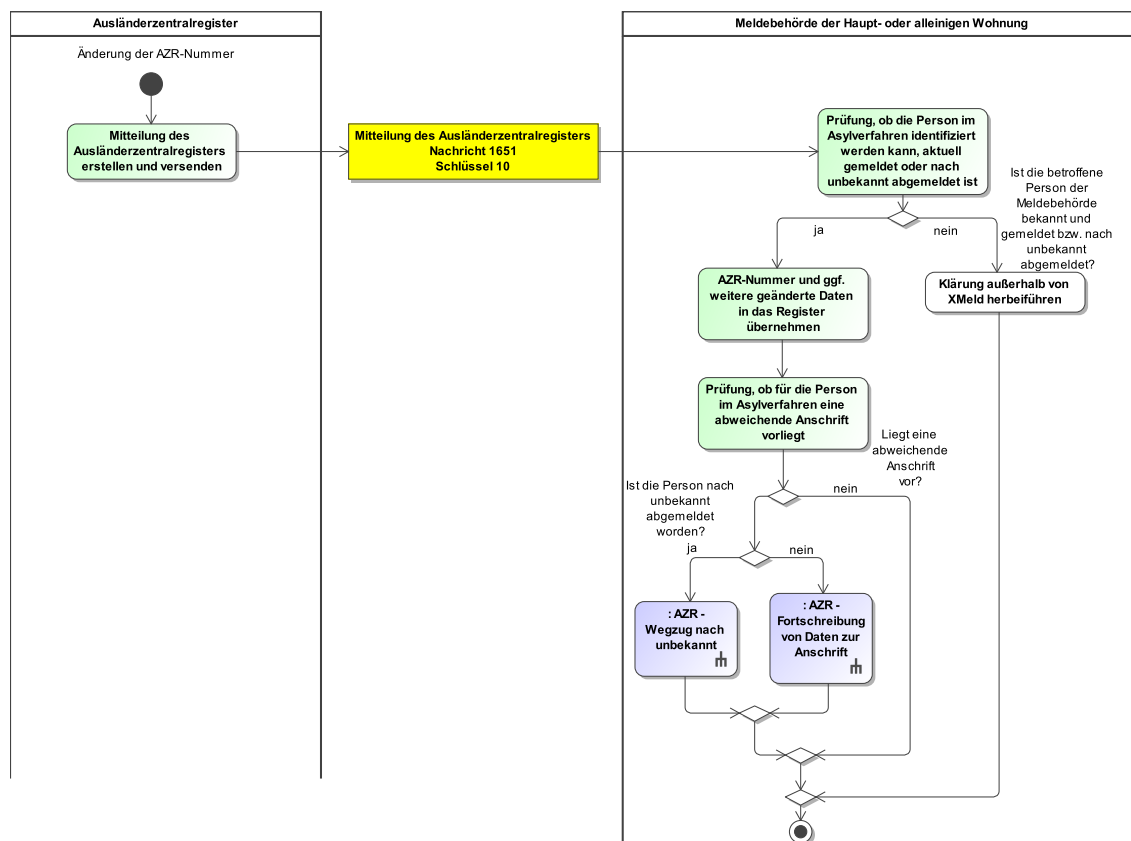 Ausländerzentralregister
Meldebehörde der Haupt- oder alleinigen Wohnung
Änderung der AZR-Nummer
Mitteilung des
Ausländerzentralregisters
erstellen und versenden
Mitteilung des Ausländerzentralregisters
Nachricht 1651
Schlüssel 10
Prüfung, ob die Person im
Asylverfahren identifiziert
werden kann, aktuell
gemeldet oder nach
unbekannt abgemeldet ist
Ist die betroffene
Person der
Meldebehörde
bekannt und
gemeldet bzw. nach
unbekannt
abgemeldet?
ja
nein
AZR-Nummer und ggf.
weitere geänderte Daten
in das Register
übernehmen
Klärung außerhalb von
XMeld herbeiführen
Prüfung, ob für die Person
im Asylverfahren eine
abweichende Anschrift
vorliegt
Liegt eine
abweichende
Anschrift
vor?
nein
Ist die Person nach
unbekannt
abgemeldet
worden?
ja
nein
: AZR -
Wegzug nach
unbekannt
: AZR -
Fortschreibung
von Daten zur
Anschrift